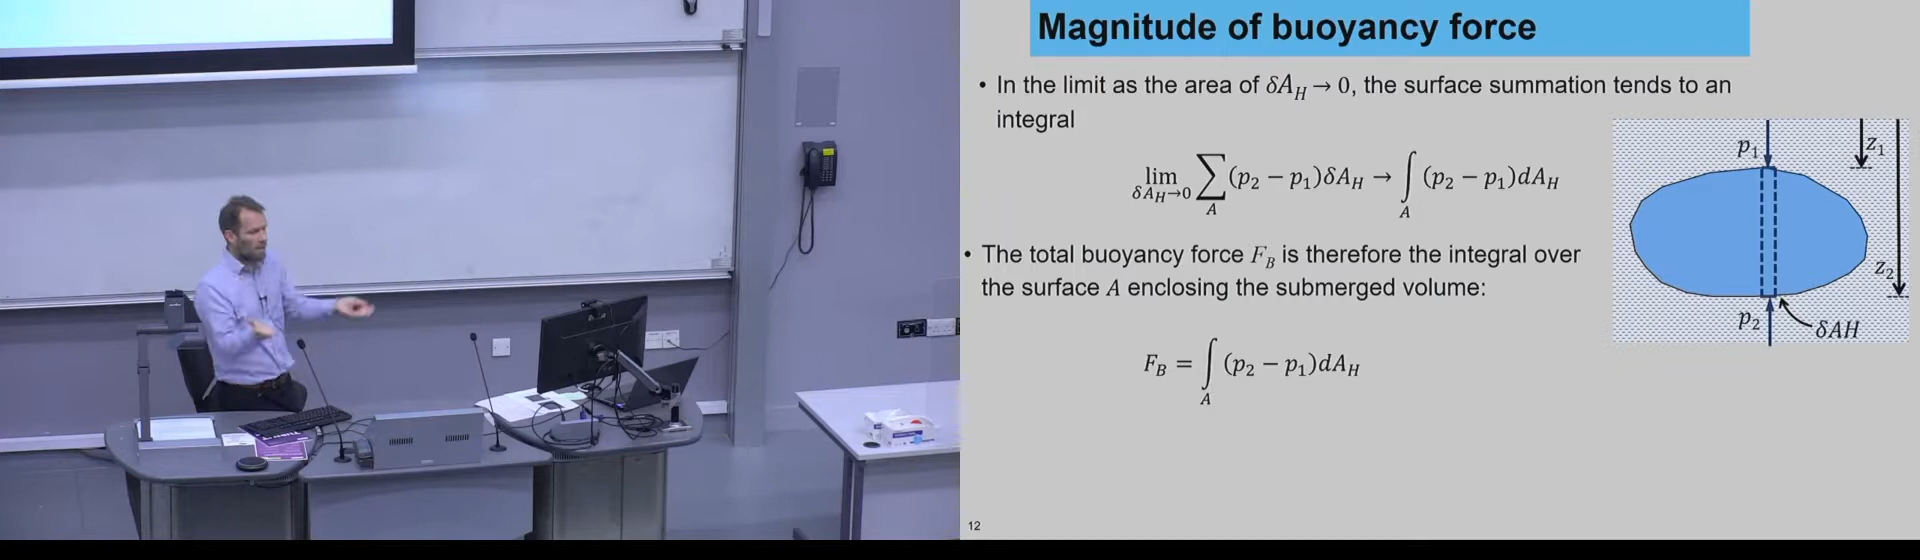 Magnitude of buoyancy force
• In the limit as the area of δA_H → 0, the surface summation tends to an
integral
lim_{δA_H→0} ∑_A (p₂ − p₁)δA_H → ∫_A (p₂ − p₁)dA_H
• The total buoyancy force F_B is therefore the integral over
the surface A enclosing the submerged volume:
F_B = ∫_A (p₂ − p₁)dA_H
p₁
z₁
z₂
p₂
δAH
12